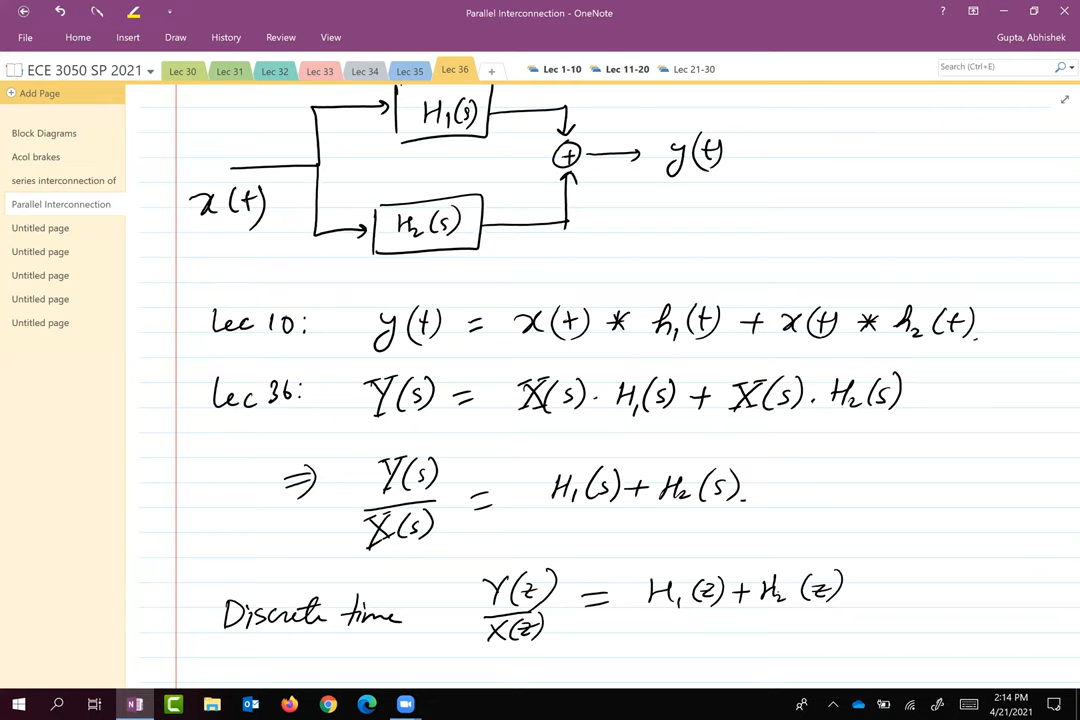 Parallel Interconnection - OneNote
?
File Home Insert Draw History Review View
Gupta, Abhishek
ECE 3050 SP 2021
Lec 30 Lec 31 Lec 32 Lec 33 Lec 34 Lec 35 Lec 36 + Lec 1-10 Lec 11-20 Lec 21-30
Search (Ctrl+E)
Add Page
Block Diagrams
Acol brakes
series interconnection of
Parallel Interconnection
Untitled page
Untitled page
Untitled page
Untitled page
Untitled page
H₁(s)
+ y(t)
x(t)
H₂(s)
Lec 10: y(t) = x(t) * h₁(t) + x(t) * h₂(t).
Lec 36: Y(s) = X(s) · H₁(s) + X(s) · H₂(s)
⇒ Y(s)/X(s) = H₁(s) + H₂(s).
Discrete time Y(z)/X(z) = H₁(z) + H₂(z)
2:14 PM
4/21/2021